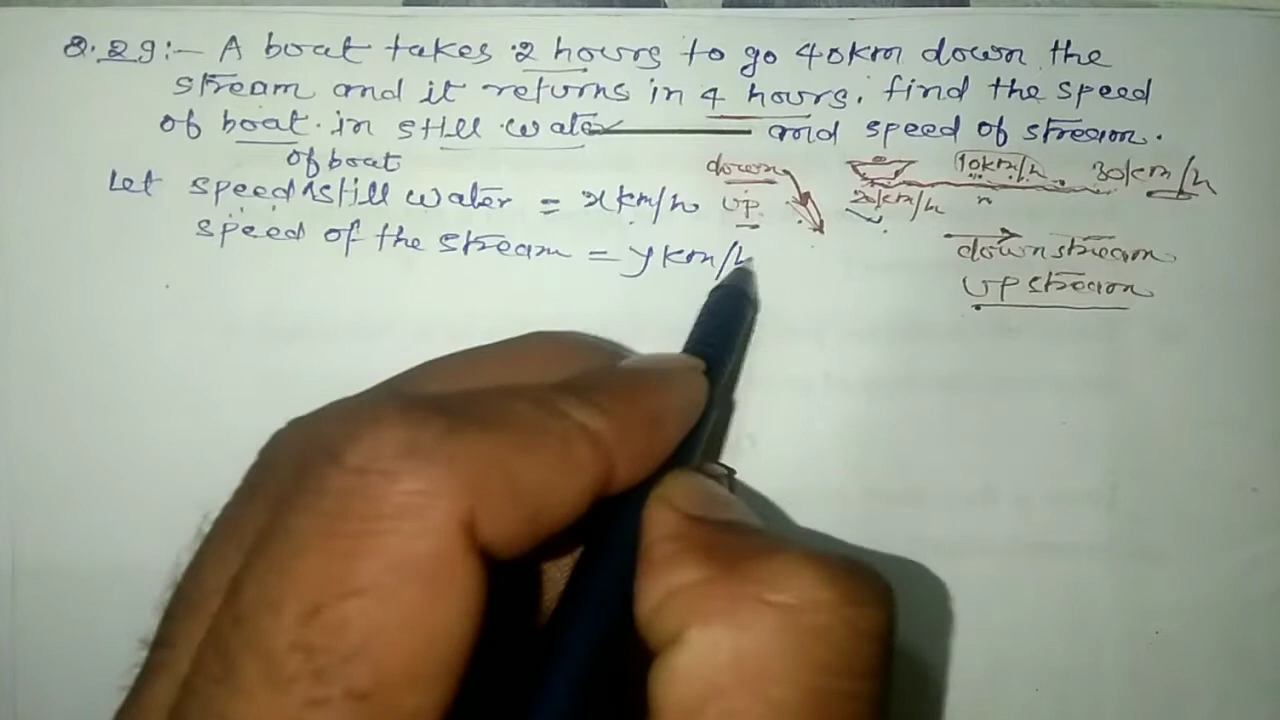 Q.29:- A boat takes 2 hours to go 40km down the
stream and it returns in 4 hours. find the speed
of boat in still water and speed of stream.
of boat
Let speed still water = x km/h
speed of the stream = y km/h
down
up
10km/h
30km/h
20km/h
downstream
upstream